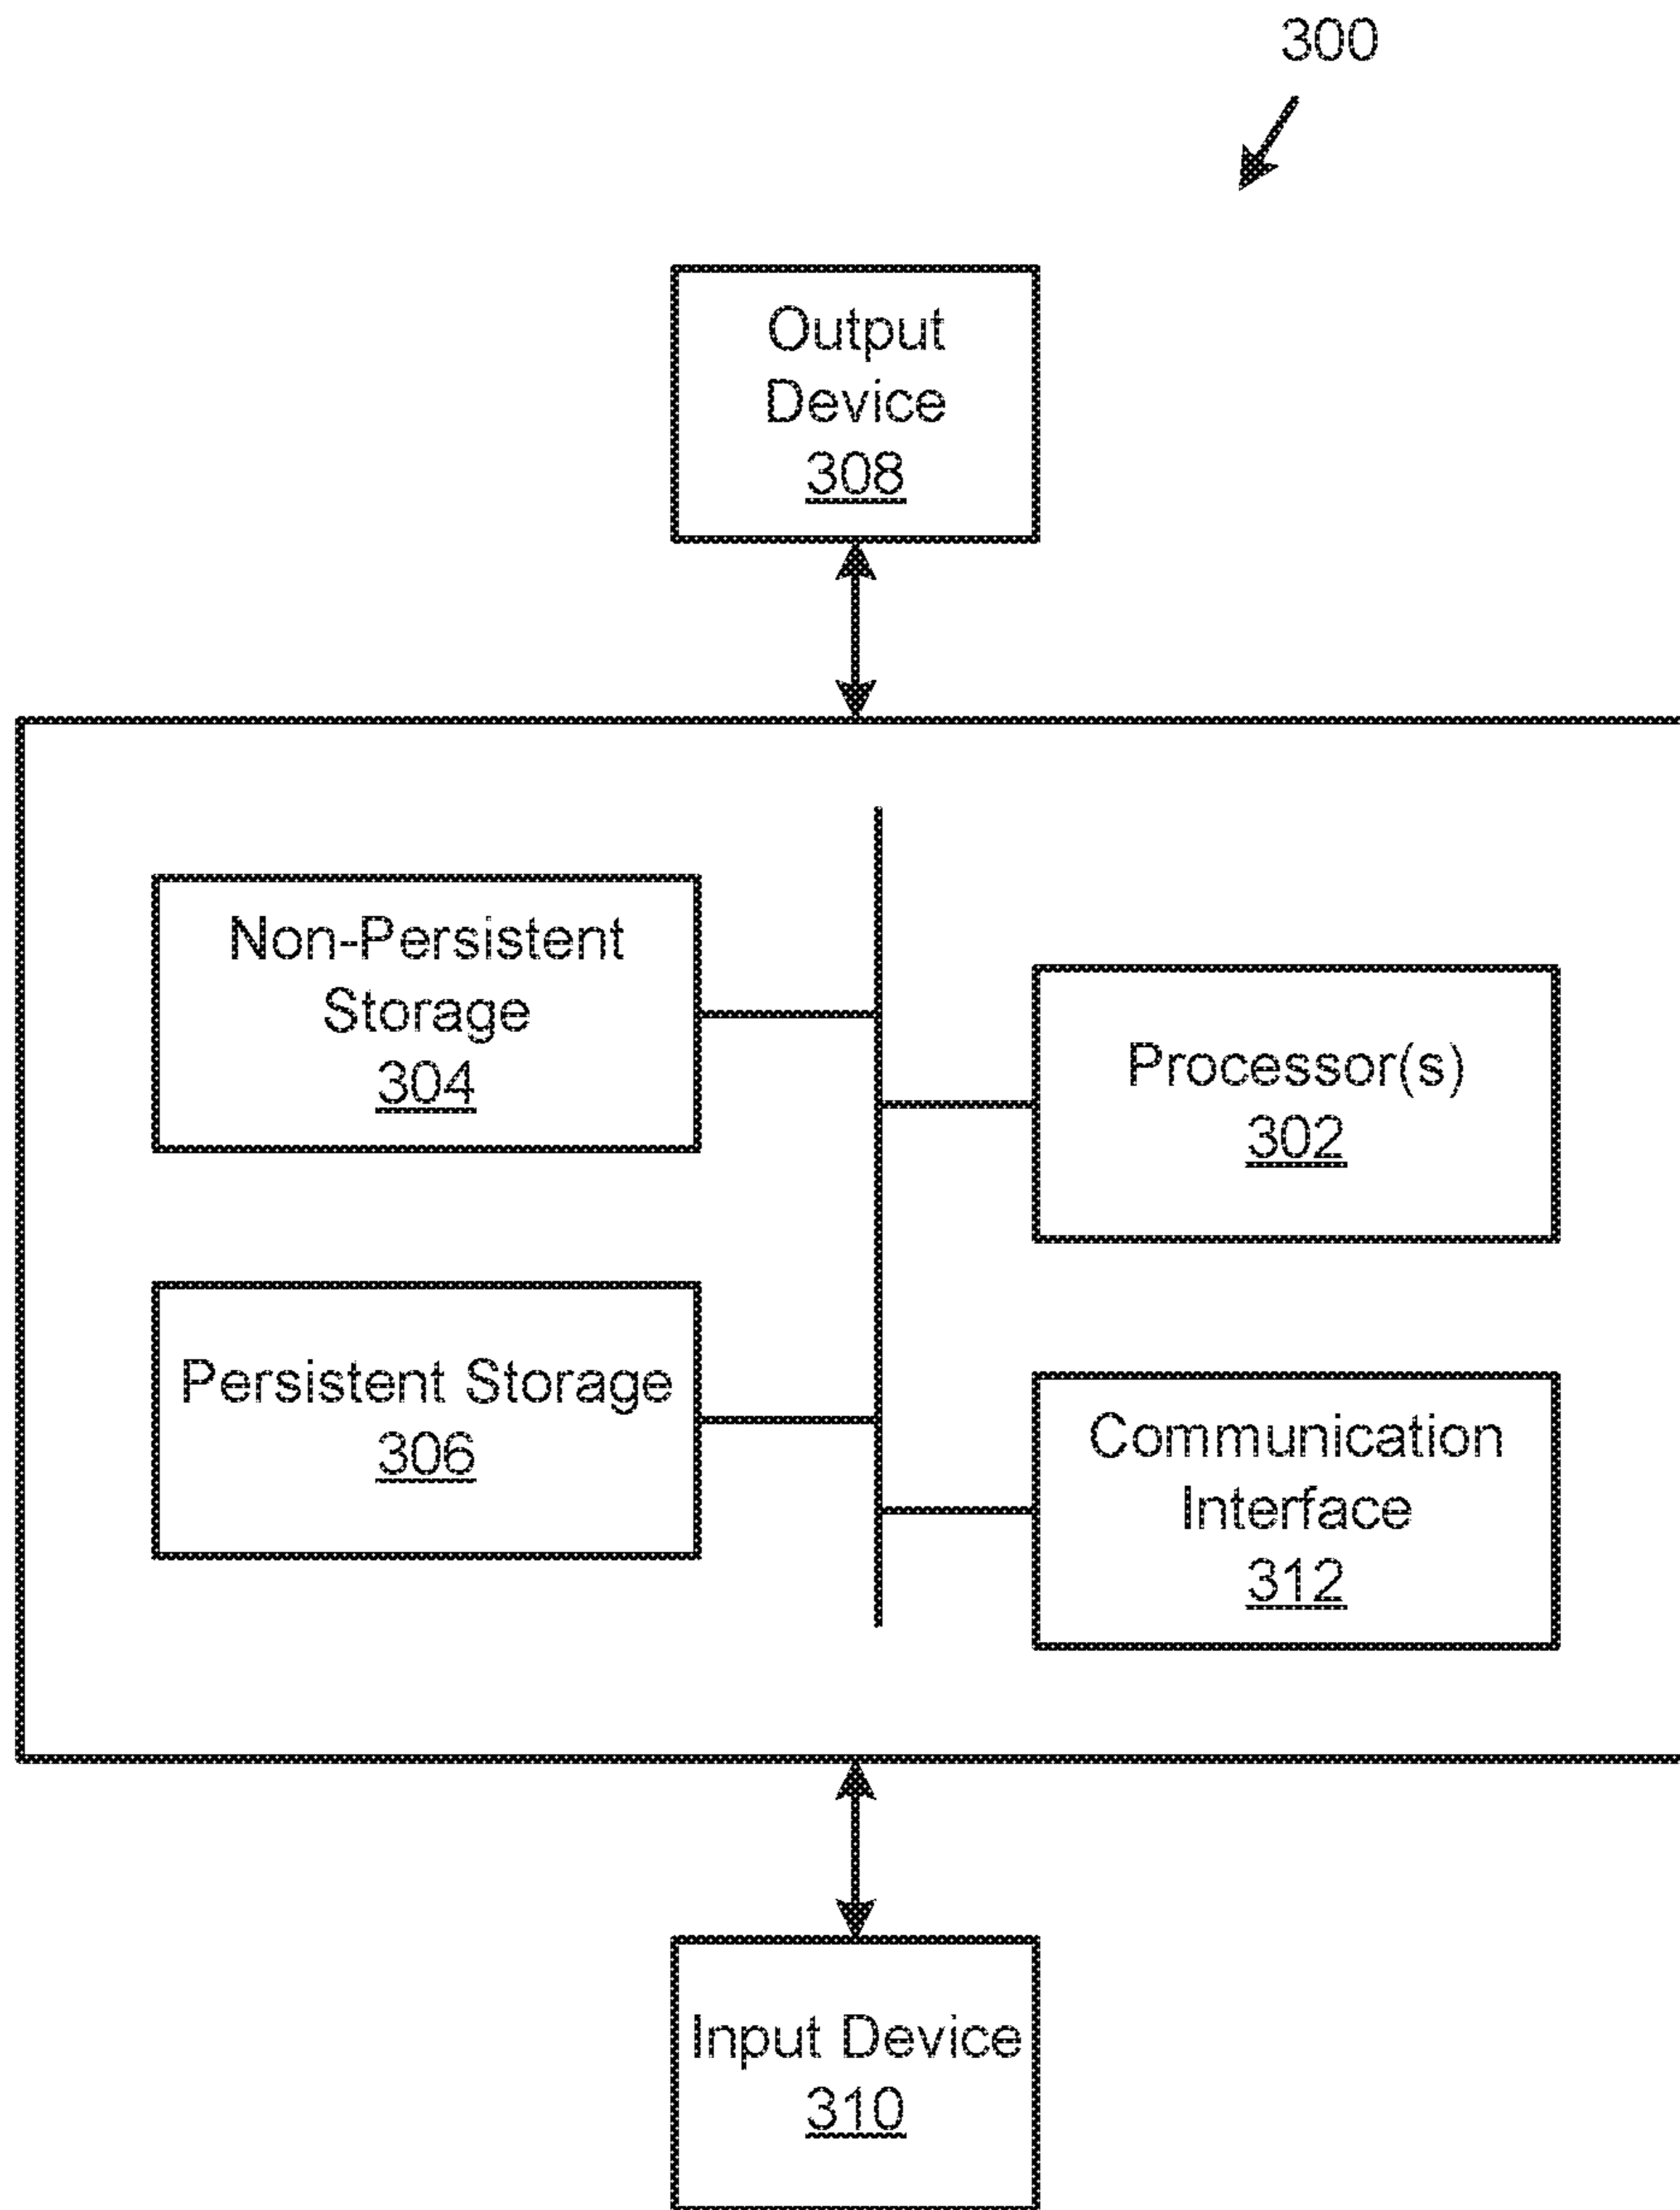 300
Output
Device
308
Non-Persistent
Storage
304
Processor(s)
302
Persistent Storage
306
Communication
Interface
312
Input Device
310